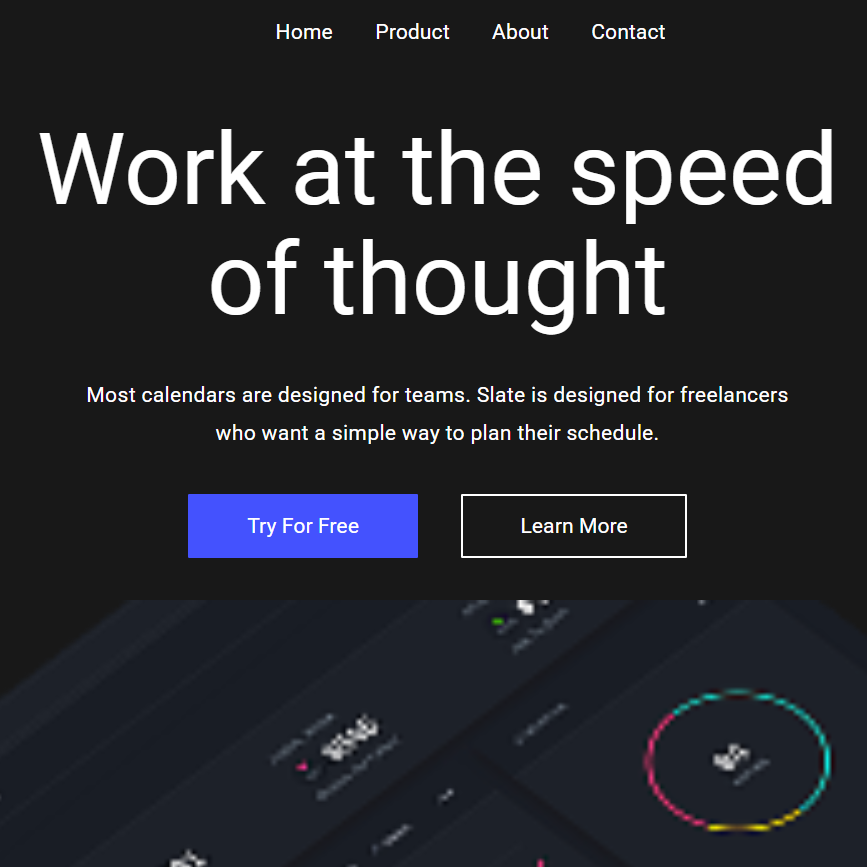 Home Product About Contact
Work at the speed
of thought
Most calendars are designed for teams. Slate is designed for freelancers
who want a simple way to plan their schedule.
Try For Free Learn More